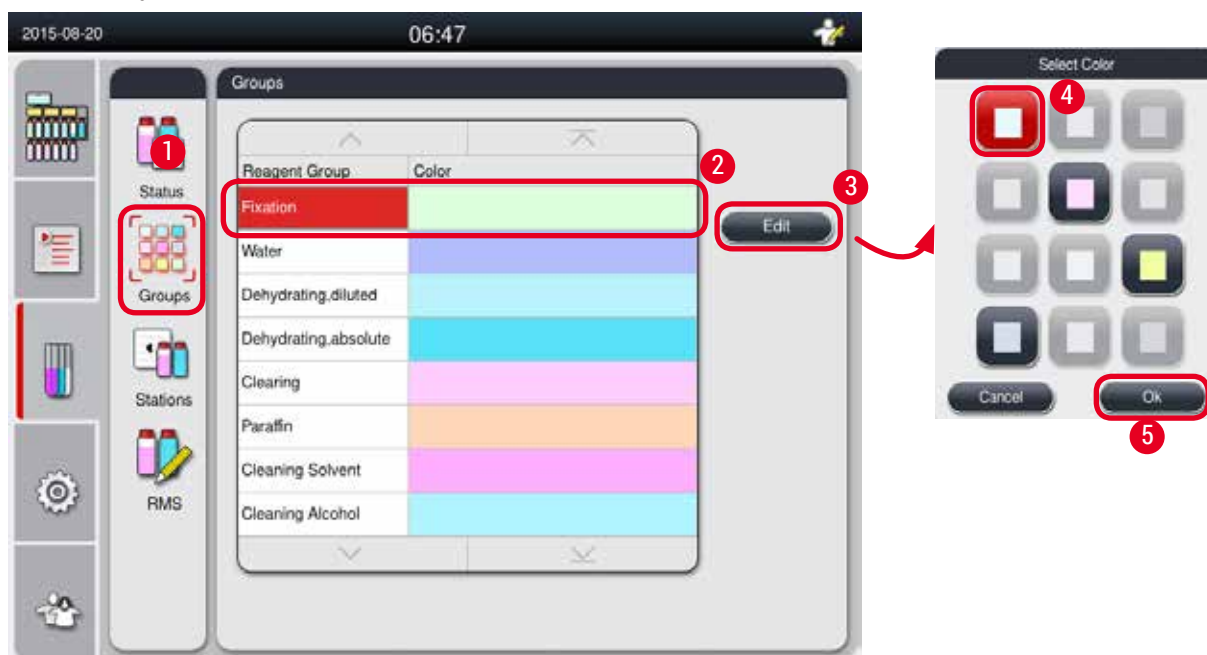 2015-08-20 06:47
Groups
Reagent Group Color
Fixation
Water
Dehydrating.diluted
Dehydrating.absolute
Clearing
Paraffin
Cleaning Solvent
Cleaning Alcohol
1
Status
Groups
Stations
RMS
2
3
Edit
Select Color
4
Cancel Ok
5